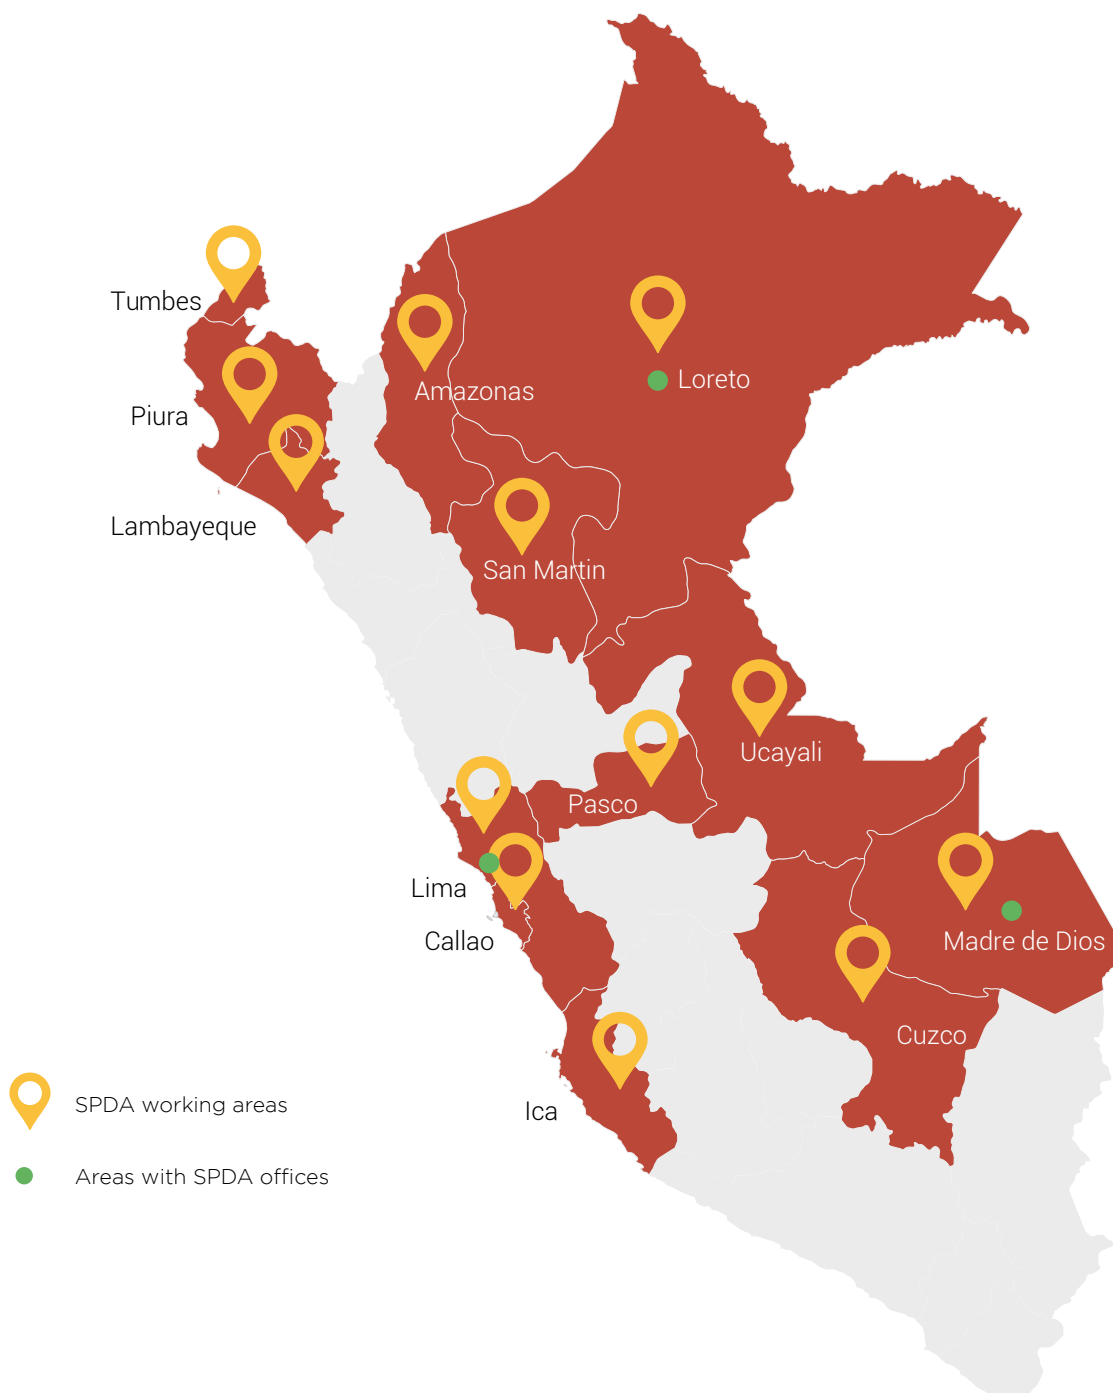 Tumbes
Amazonas
Loreto
Piura
Lambayeque
San Martin
Ucayali
Pasco
Lima
Callao
Madre de Dios
Cuzco
Ica
SPDA working areas
Areas with SPDA offices